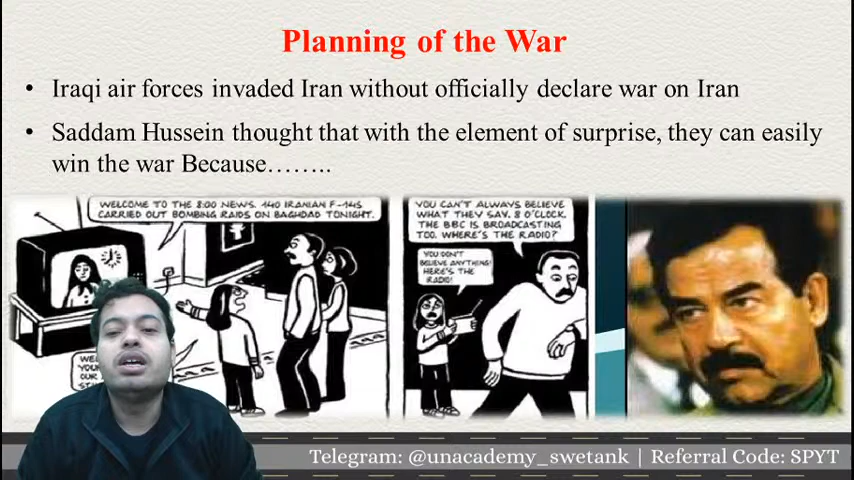 Planning of the War
• Iraqi air forces invaded Iran without officially declare war on Iran
• Saddam Hussein thought that with the element of surprise, they can easily
win the war Because……..
WELCOME TO THE 8:00 NEWS. 140 IRANIAN F-14S
CARRIED OUT BOMBING RAIDS ON BAGHDAD TONIGHT.
YOU CAN'T ALWAYS BELIEVE
WHAT THEY SAY. 8 O'CLOCK.
THE BBC IS BROADCASTING
TOO. WHERE'S THE RADIO?
YOU DON'T
BELIEVE ANYTHING!
HERE'S THE
RADIO!
Telegram: @unacademy_swetank | Referral Code: SPYT